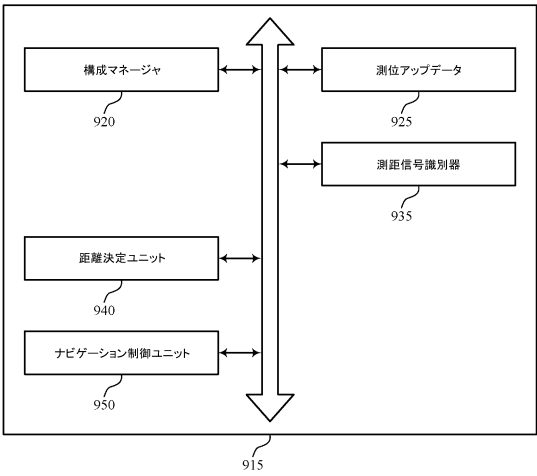 構成マネージャ
920
測位アップデータ
925
測距信号識別器
935
距離決定ユニット
940
ナビゲーション制御ユニット
950
915